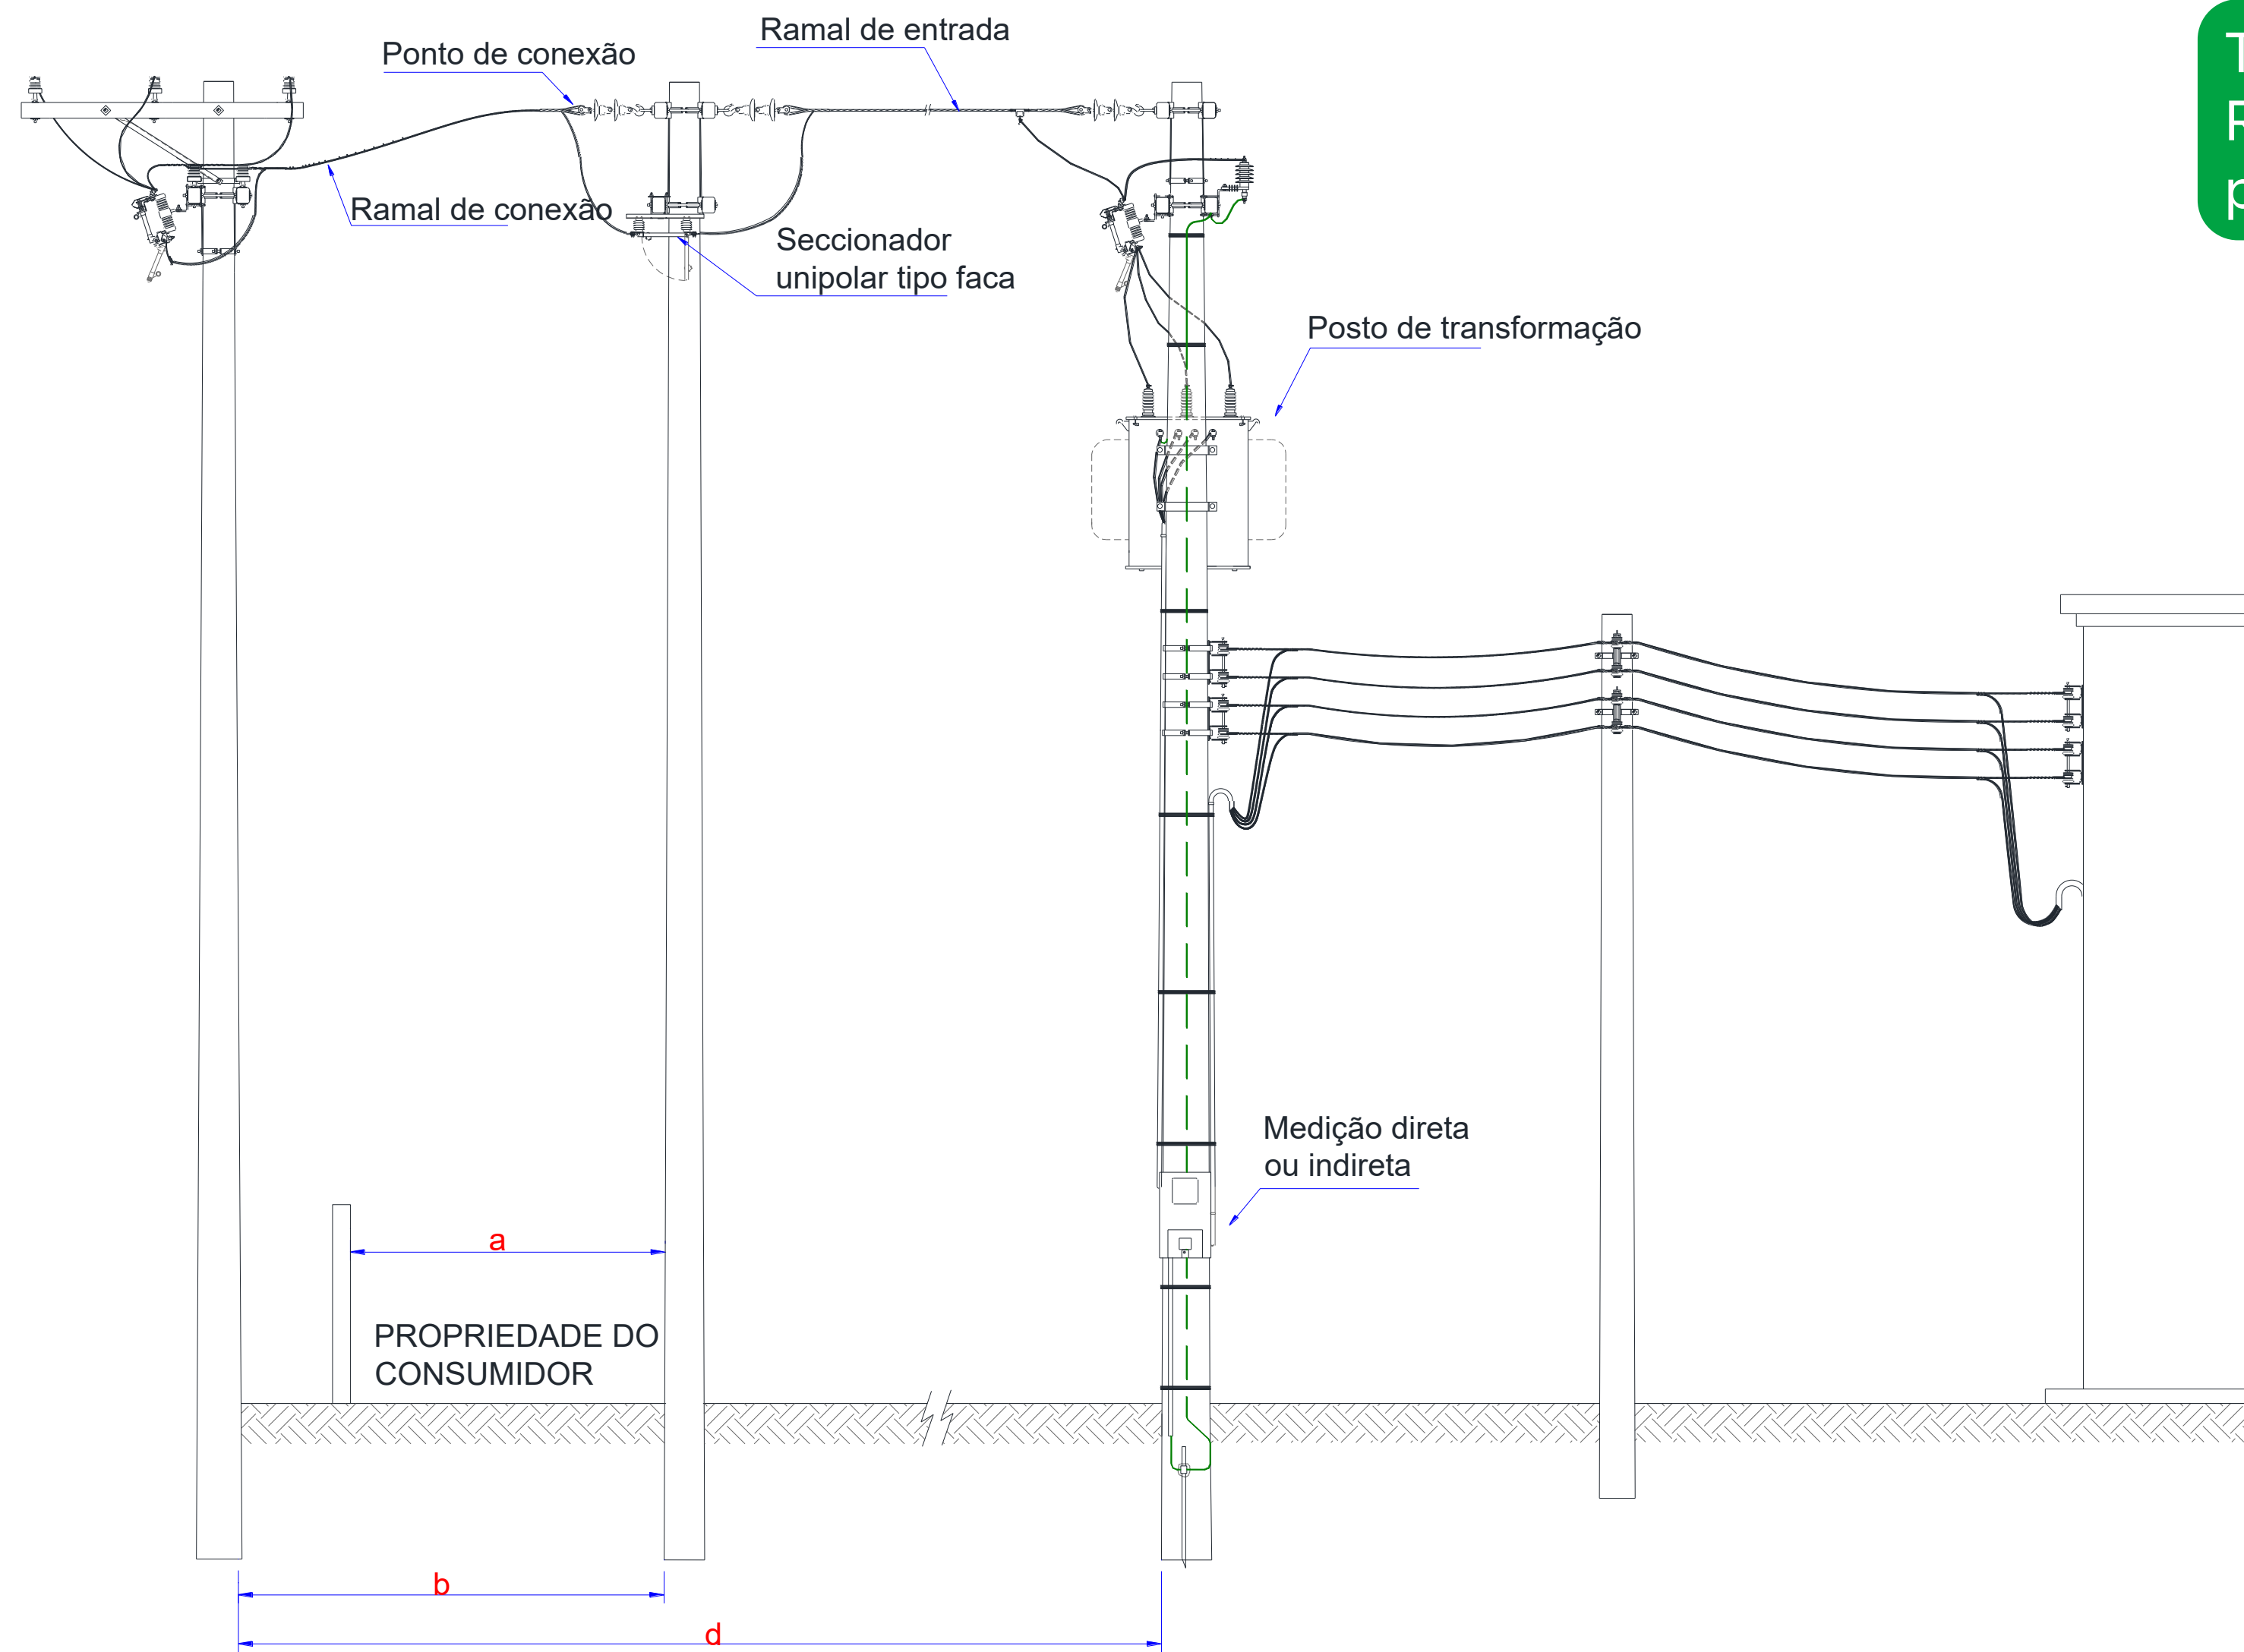 Ramal de entrada
Ponto de conexão
Ramal de conexão
Seccionador
unipolar tipo faca
Posto de transformação
Medição direta
ou indireta
a
PROPRIEDADE DO
CONSUMIDOR
b
d